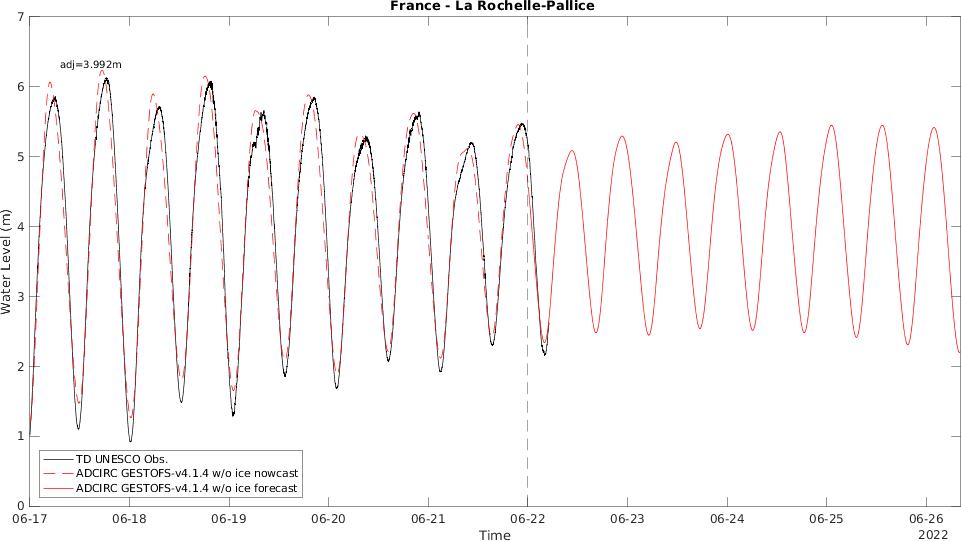 France - La Rochelle-Pallice
adj=3.992m
Water Level (m)
7
6
5
4
3
2
1
0
TD UNESCO Obs.
ADCIRC GESTOFS-v4.1.4 w/o ice nowcast
ADCIRC GESTOFS-v4.1.4 w/o ice forecast
06-17 06-18 06-19 06-20 06-21 06-22 06-23 06-24 06-25 06-26
Time
2022